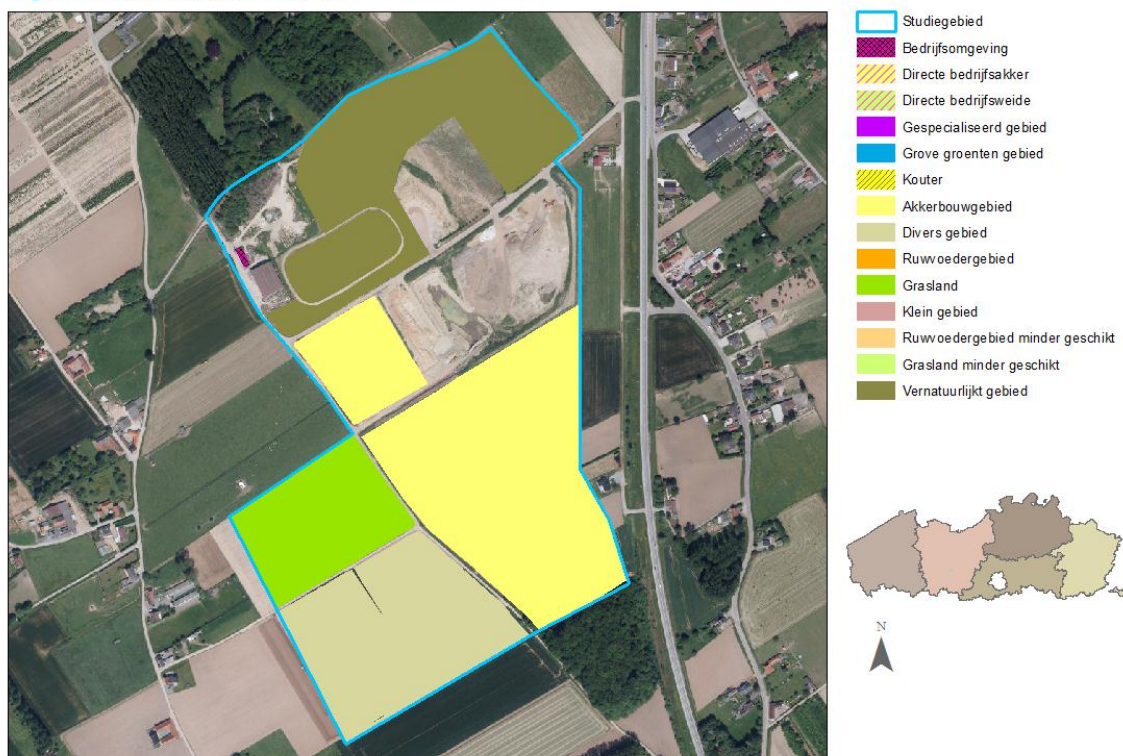 Studiegebied
Bedrijfsomgeving
Directe bedrijfsakker
Directe bedrijfsweide
Gespecialiseerd gebied
Grove groenten gebied
Kouter
Akkerbouwgebied
Divers gebied
Ruwvoedergebied
Grasland
Klein gebied
Ruwvoedergebied minder geschikt
Grasland minder geschikt
Vernatuurlijkt gebied
N